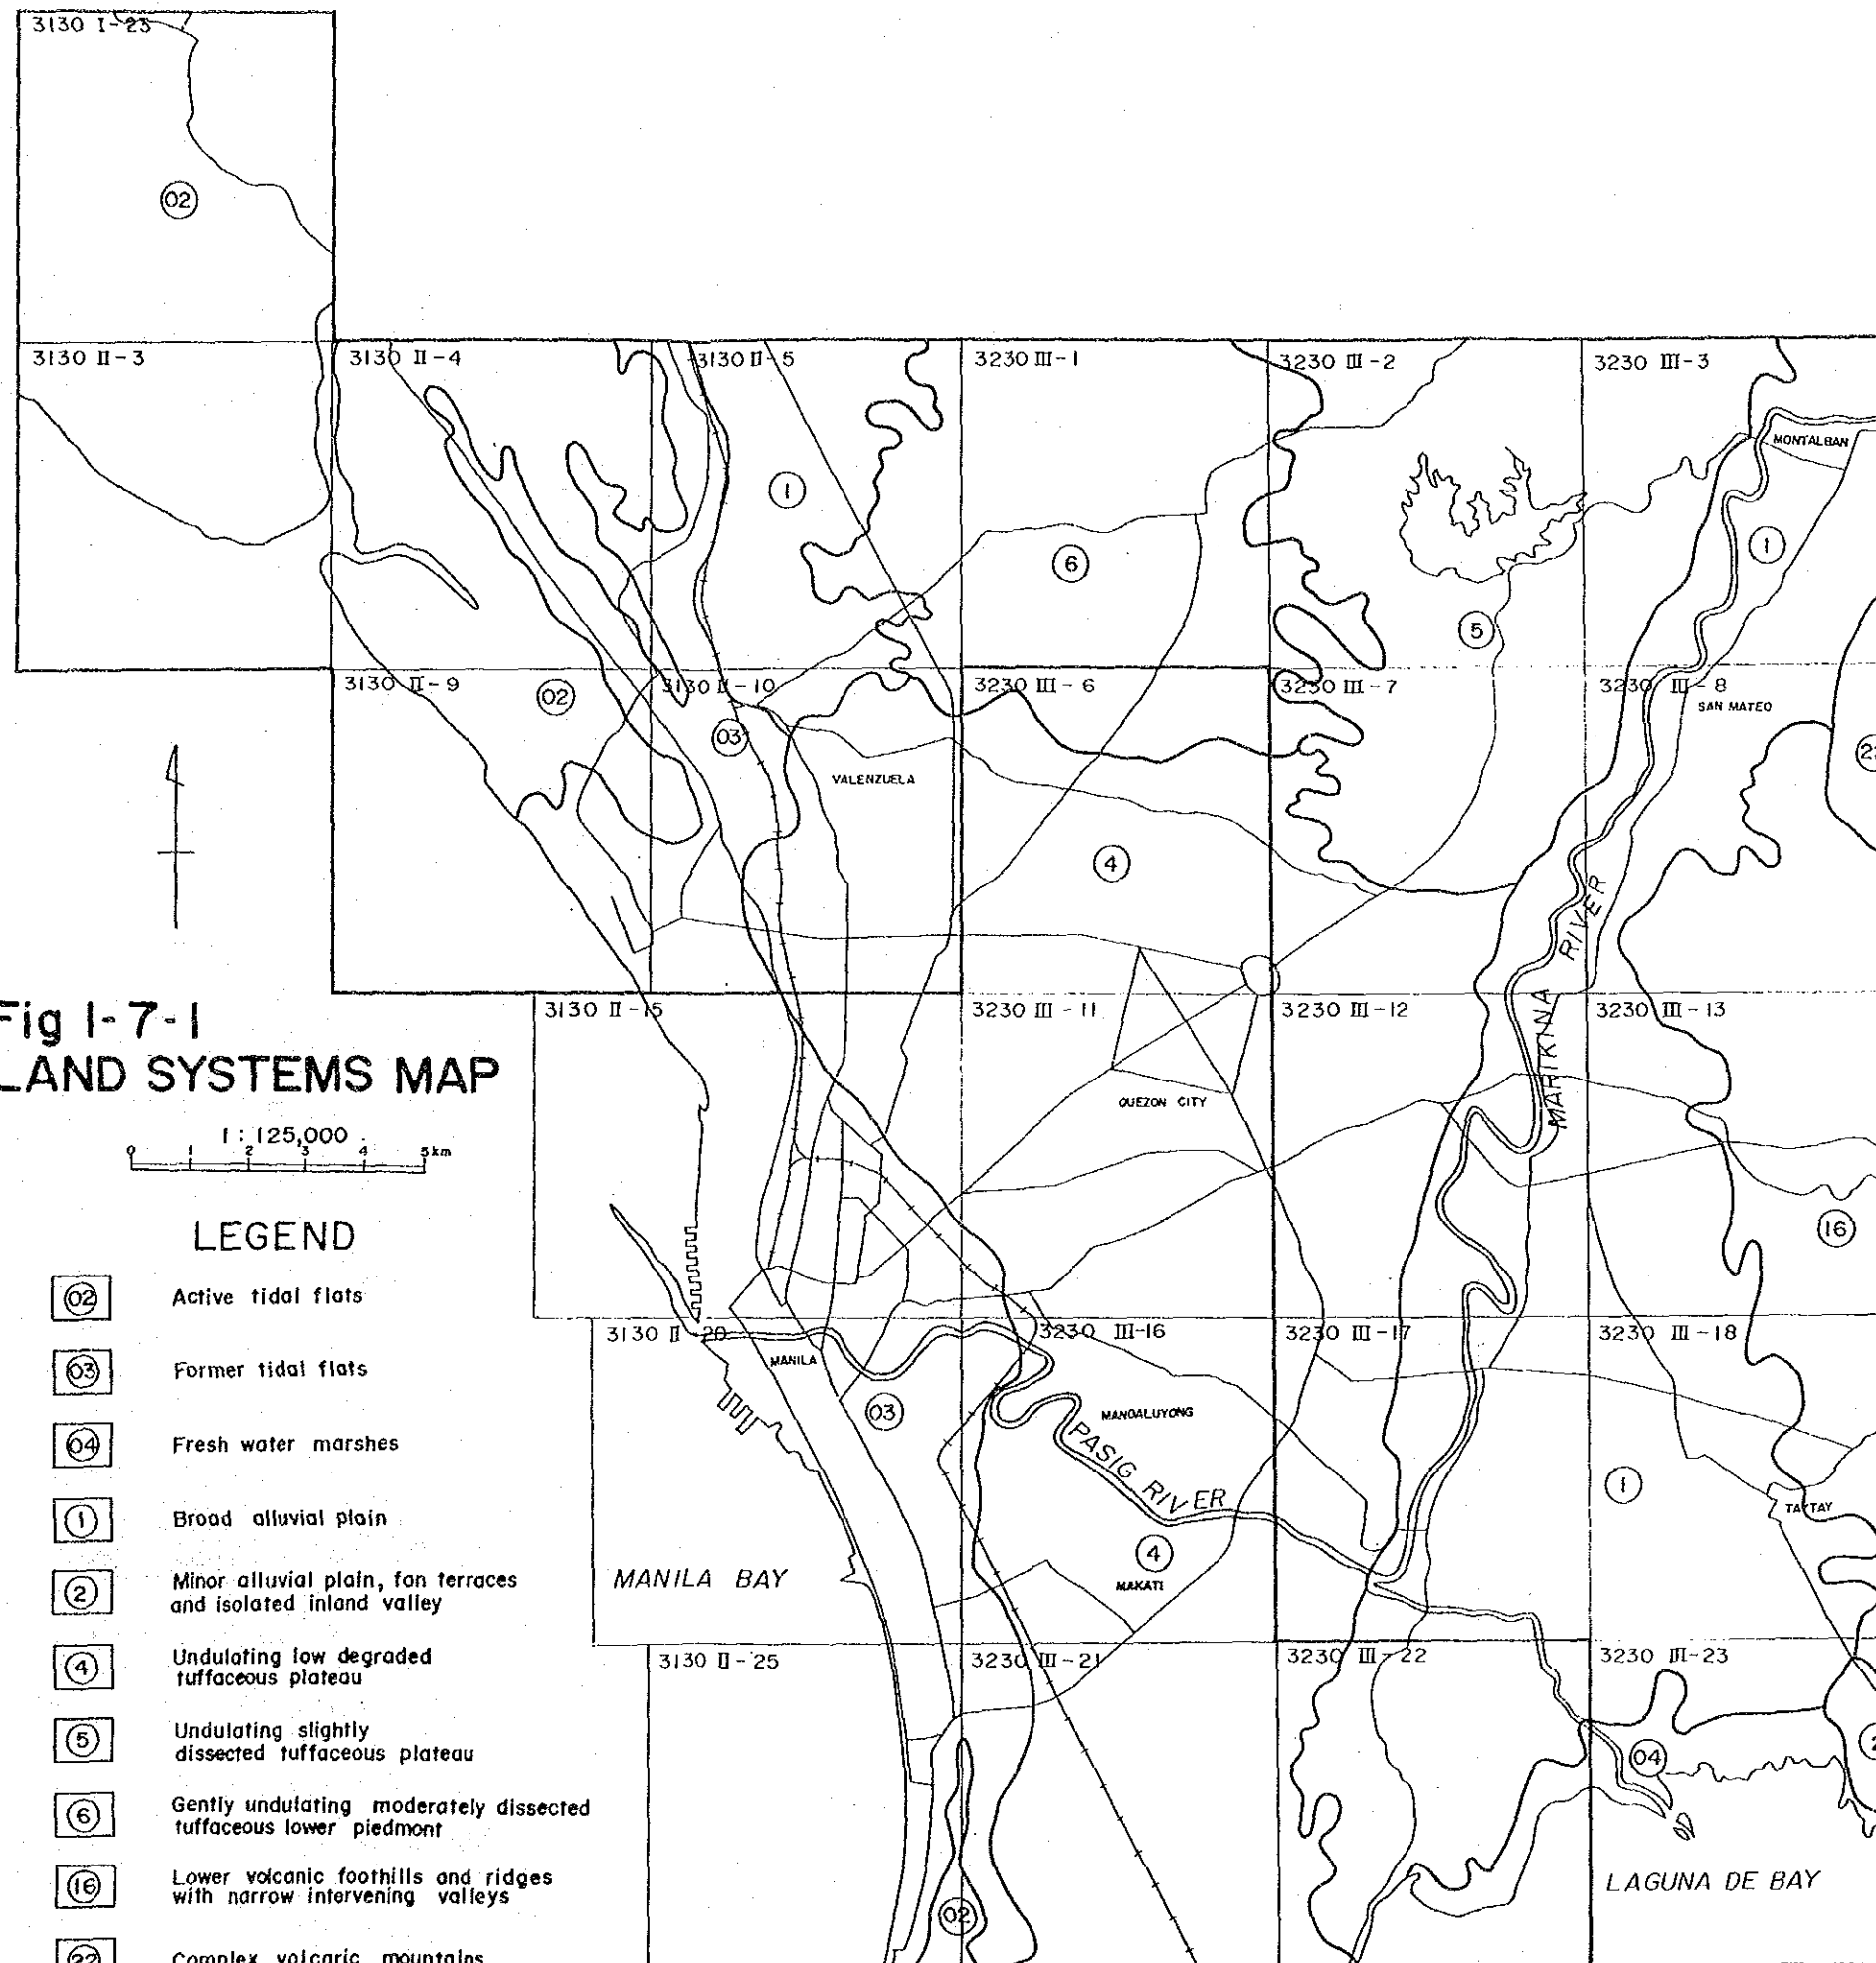 3130 I-23
02
3130 II-3
3130 II-4
3130 II-5
3230 III-1
3230 III-2
3230 III-3
MONTALBAN
1
1
6
5
3130 II-9
02
3130 II-10
3230 III-6
3230 III-7
3230 III-8
SAN MATEO
03
VALENZUELA
4
MARIKINA RIVER
3130 II-15
3230 III-11
3230 III-12
3230 III-13
QUEZON CITY
16
Fig 1-7-1
LAND SYSTEMS MAP
1:125,000
0 1 2 3 4 5km
3130 II 20
3230 III-16
3230 III-17
3230 III-18
MANILA
03
MANDALUYONG
PASIG RIVER
1
TAYTAY
4
MAKATI
MANILA BAY
3130 II-25
3230 III-21
3230 III-22
3230 III-23
04
02
LAGUNA DE BAY
LEGEND
02 Active tidal flats
03 Former tidal flats
04 Fresh water marshes
1 Broad alluvial plain
2 Minor alluvial plain, fan terraces
and isolated inland valley
4 Undulating low degraded
tuffaceous plateau
5 Undulating slightly
dissected tuffaceous plateau
6 Gently undulating moderately dissected
tuffaceous lower piedmont
16 Lower volcanic foothills and ridges
with narrow intervening valleys
22 Complex volcaric mountains